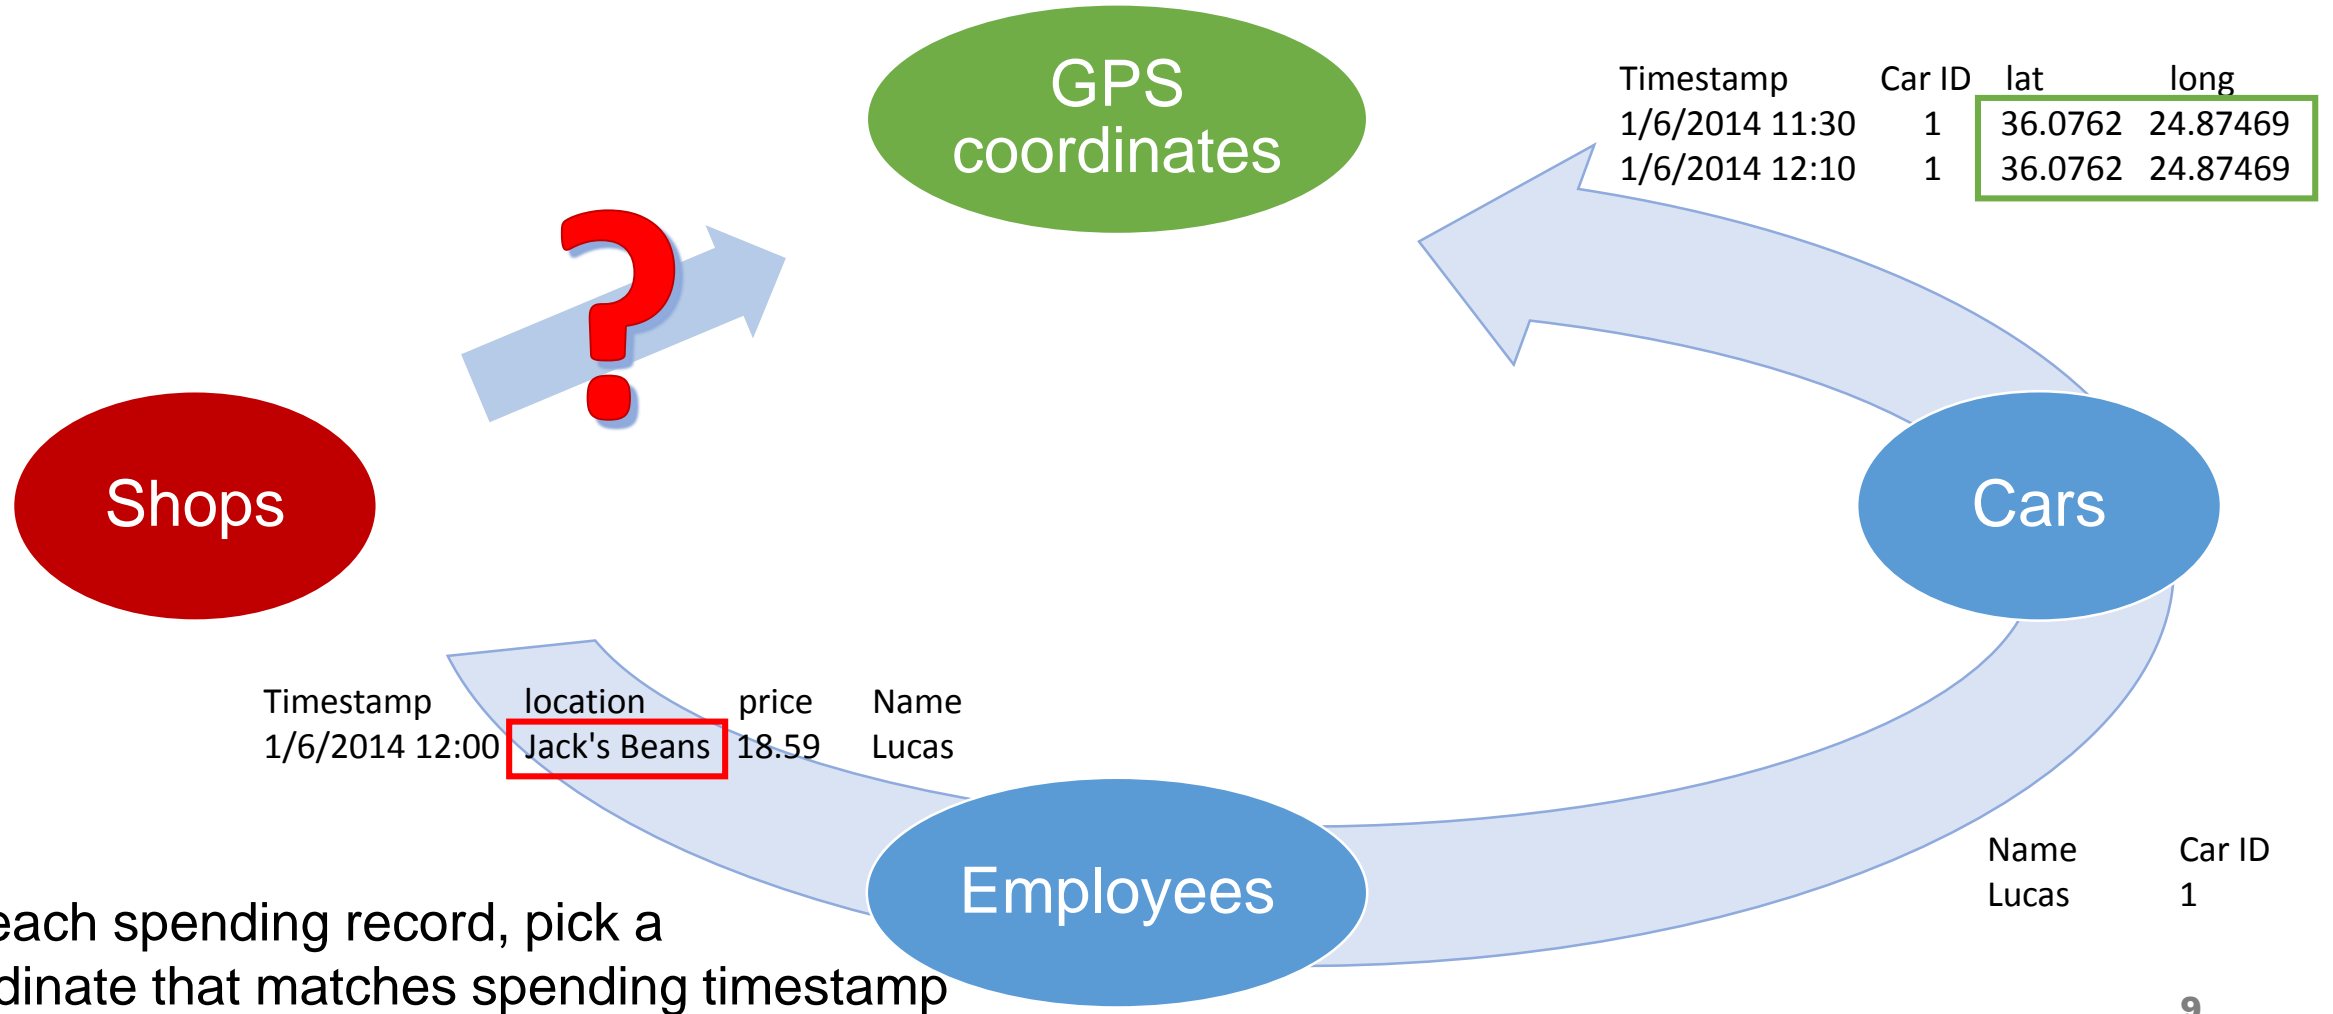 GPS
coordinates
Timestamp Car ID lat long
1/6/2014 11:30 1 36.0762 24.87469
1/6/2014 12:10 1 36.0762 24.87469
?
Shops
Cars
Timestamp location price Name
1/6/2014 12:00 Jack's Beans 18.59 Lucas
Employees
Name Car ID
Lucas 1
each spending record, pick a
dinate that matches spending timestamp
9